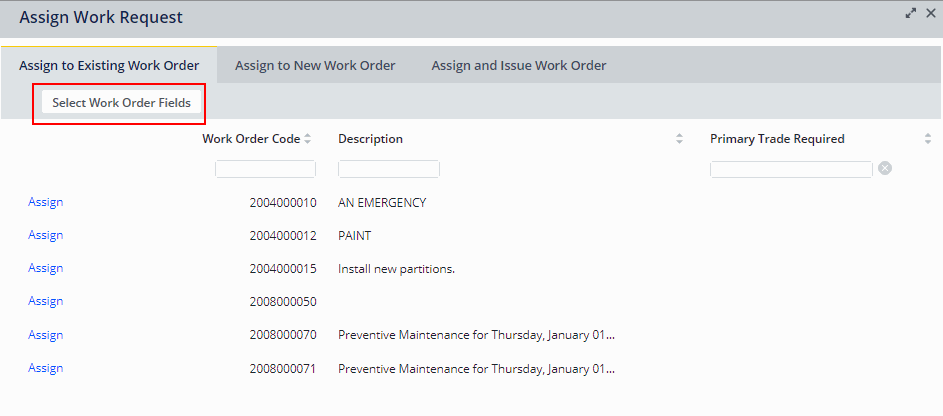 Assign Work Request
Assign to Existing Work Order Assign to New Work Order Assign and Issue Work Order
Select Work Order Fields
Work Order Code Description Primary Trade Required
Assign 2004000010 AN EMERGENCY
Assign 2004000012 PAINT
Assign 2004000015 Install new partitions.
Assign 2008000050
Assign 2008000070 Preventive Maintenance for Thursday, January 01...
Assign 2008000071 Preventive Maintenance for Thursday, January 01...